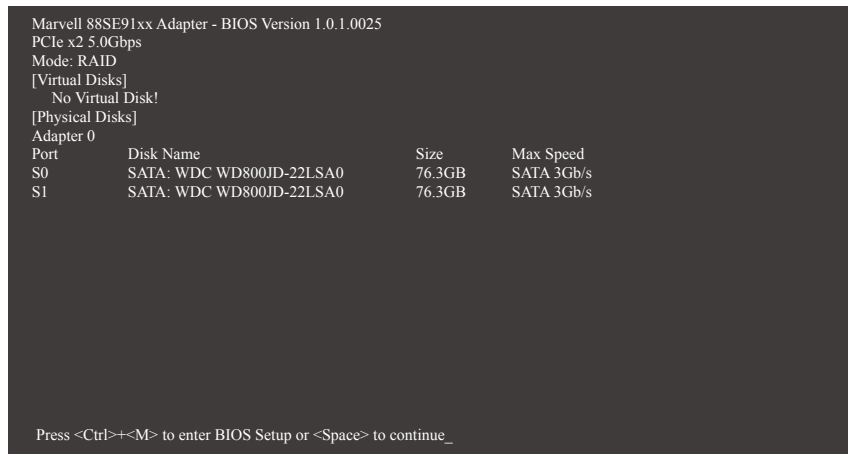 Marvell 88SE91xx Adapter - BIOS Version 1.0.1.0025
PCIe x2 5.0Gbps
Mode: RAID
[Virtual Disks]
No Virtual Disk!
[Physical Disks]
Adapter 0
Port Disk Name Size Max Speed
S0 SATA: WDC WD800JD-22LSA0 76.3GB SATA 3Gb/s
S1 SATA: WDC WD800JD-22LSA0 76.3GB SATA 3Gb/s
Press <Ctrl>+<M> to enter BIOS Setup or <Space> to continue_